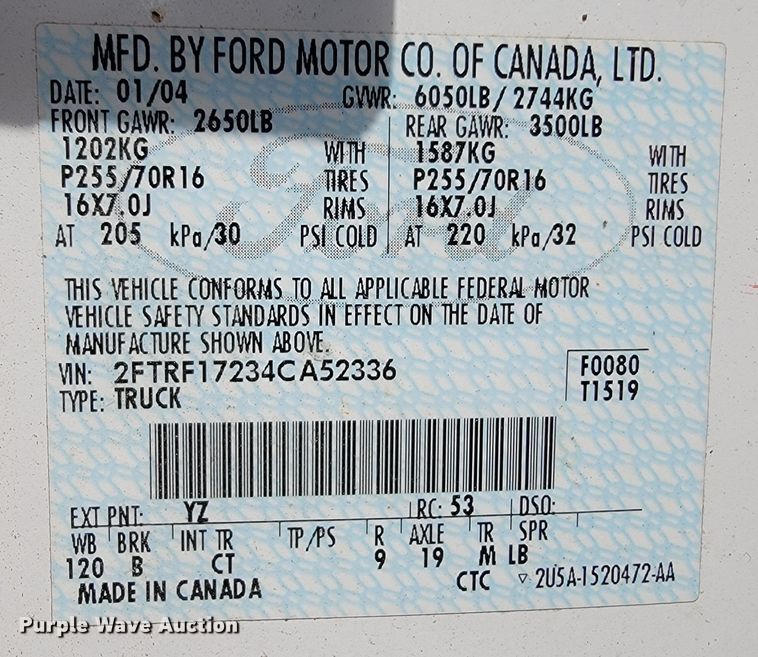 MFD. BY FORD MOTOR CO. OF CANADA, LTD.
DATE: 01/04 GVWR: 6050LB/ 2744KG
FRONT GAWR: 2650LB REAR GAWR: 3500LB
1202KG WITH 1587KG WITH
P255/70R16 TIRES P255/70R16 TIRES
16X7.0J RIMS 16X7.0J RIMS
AT 205 kPa/30 PSI COLD AT 220 kPa/32 PSI COLD
Ford
THIS VEHICLE CONFORMS TO ALL APPLICABLE FEDERAL MOTOR
VEHICLE SAFETY STANDARDS IN EFFECT ON THE DATE OF
MANUFACTURE SHOWN ABOVE.
VIN: 2FTRF17234CA52336 F0080
TYPE: TRUCK T1519
EXT PNT: YZ RC: 53 DSO:
WB BRK INT TR TP/PS R AXLE TR SPR
120 B CT 9 19 M LB
MADE IN CANADA CTC ▽ 2U5A-1520472-AA
Purple Wave Auction